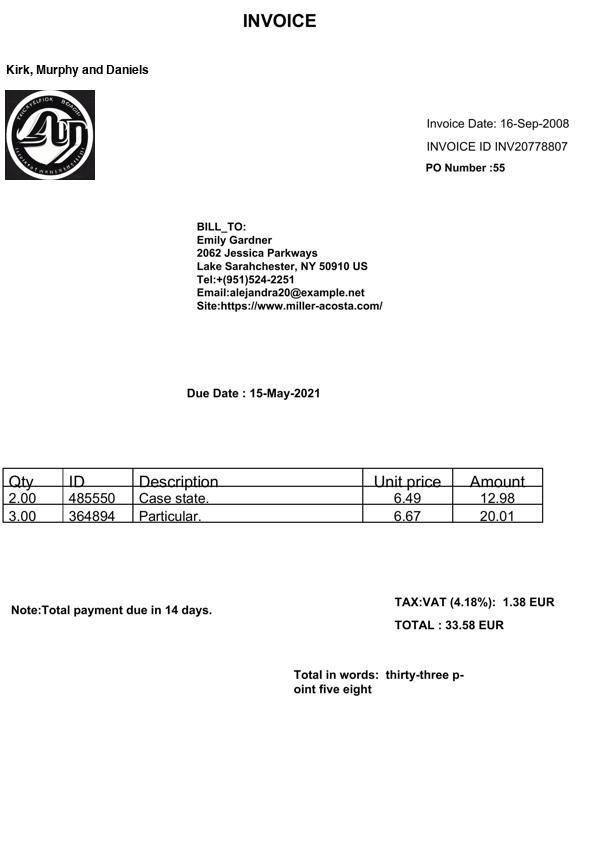 INVOICE
Kirk, Murphy and Daniels
Invoice Date: 16-Sep-2008
INVOICE ID INV20778807
PO Number :55
BILL_TO:
Emily Gardner
2062 Jessica Parkways
Lake Sarahchester, NY 50910 US
Tel:+(951)524-2251
Email:alejandra20@example.net
Site:https://www.miller-acosta.com/
Due Date : 15-May-2021
Qty ID Description Unit price Amount
2.00 485550 Case state. 6.49 12.98
3.00 364894 Particular. 6.67 20.01
Note:Total payment due in 14 days.
TAX:VAT (4.18%): 1.38 EUR
TOTAL : 33.58 EUR
Total in words: thirty-three p-
oint five eight